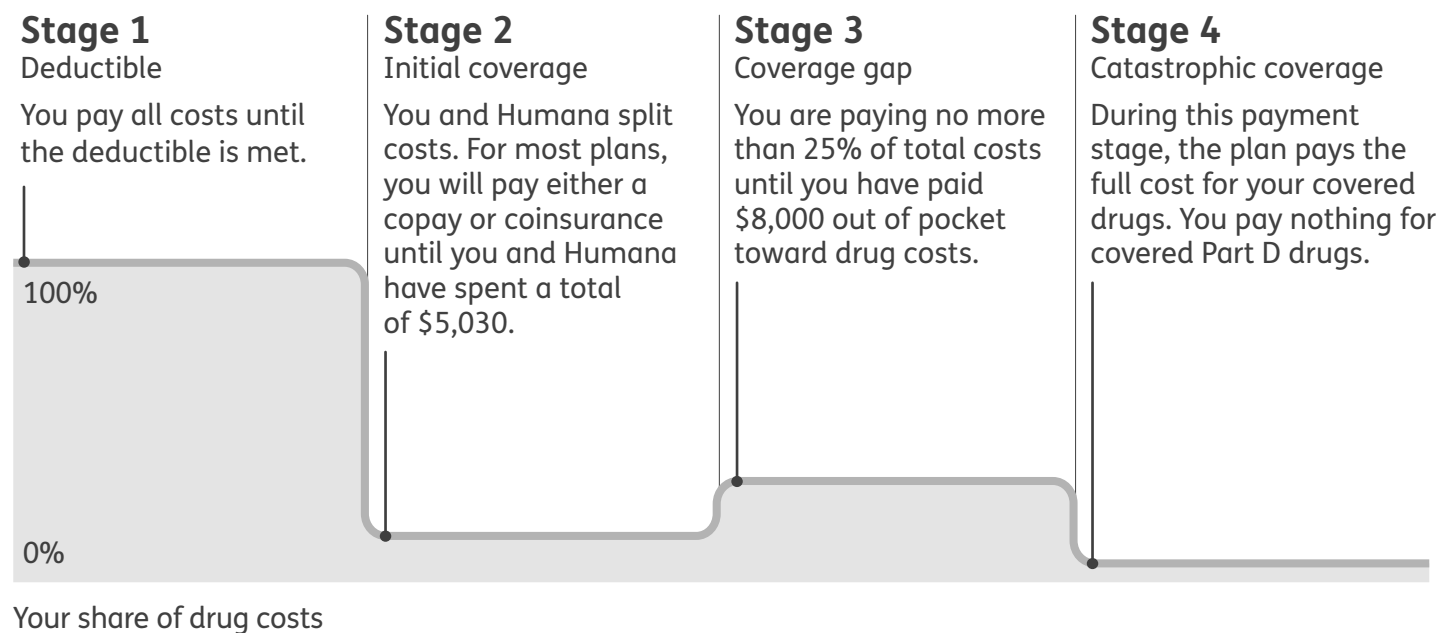 Stage 1
Deductible
You pay all costs until
the deductible is met.
100%
0%
Stage 2
Initial coverage
You and Humana split
costs. For most plans,
you will pay either a
copay or coinsurance
until you and Humana
have spent a total
of $5,030.
Stage 3
Coverage gap
You are paying no more
than 25% of total costs
until you have paid
$8,000 out of pocket
toward drug costs.
Stage 4
Catastrophic coverage
During this payment
stage, the plan pays the
full cost for your covered
drugs. You pay nothing for
covered Part D drugs.
Your share of drug costs